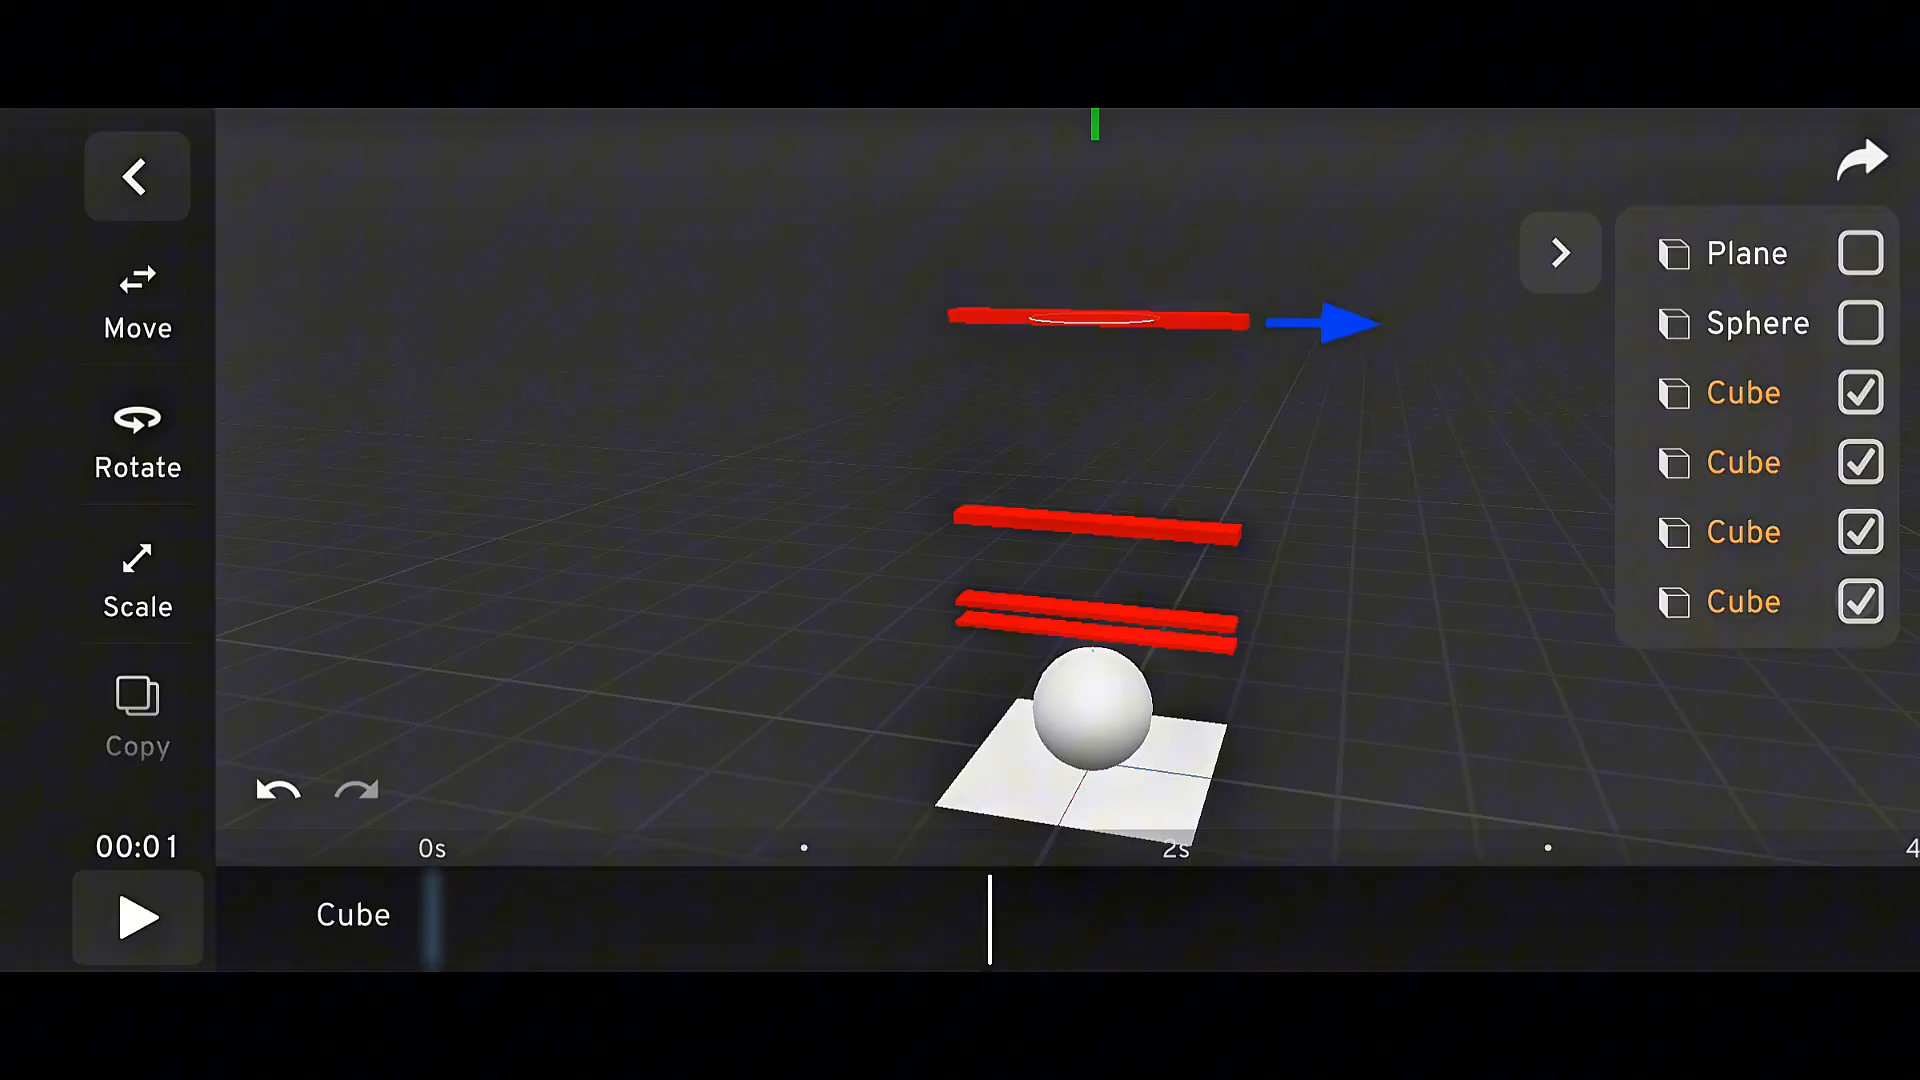 Move
Rotate
Scale
Copy
Plane
Sphere
Cube
Cube
Cube
Cube
00:01
0s
2s
4
Cube